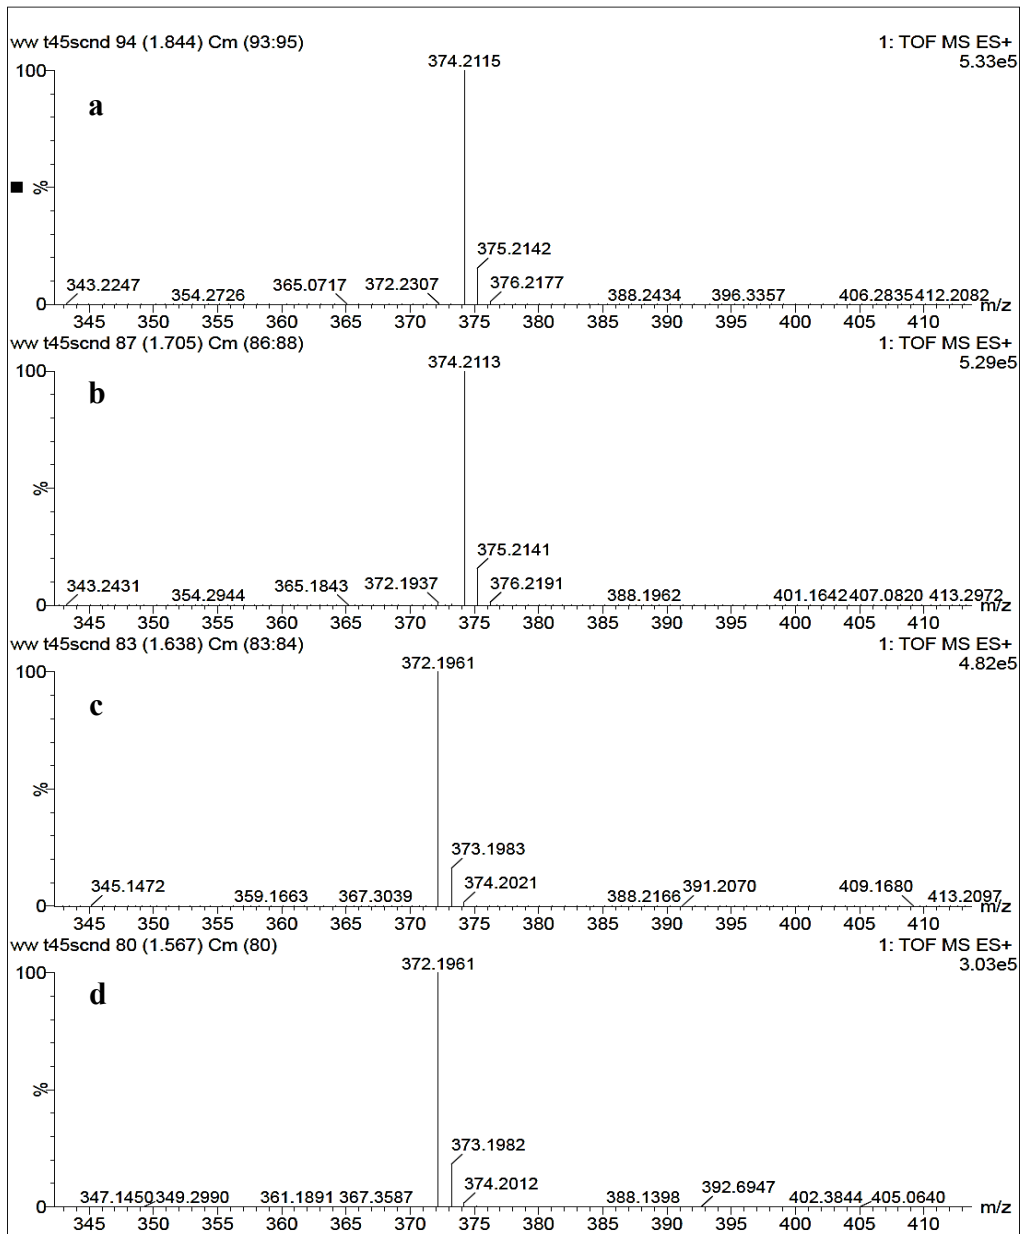 ww t45scnd 94 (1.844) Cm (93:95) 1: TOF MS ES+
5.33e5
374.2115
100
a
%
375.2142
376.2177
343.2247 354.2726 365.0717 372.2307 388.2434 396.3357 406.2835 412.2082
0
m/z
345 350 355 360 365 370 375 380 385 390 395 400 405 410
ww t45scnd 87 (1.705) Cm (86:88) 1: TOF MS ES+
5.29e5
374.2113
100
b
%
375.2141
376.2191
343.2431 354.2944 365.1843 372.1937 388.1962 401.1642 407.0820 413.2972
0
m/z
345 350 355 360 365 370 375 380 385 390 395 400 405 410
ww t45scnd 83 (1.638) Cm (83:84) 1: TOF MS ES+
4.82e5
372.1961
100
c
%
373.1983
374.2021
345.1472 359.1663 367.3039 388.2166 391.2070 409.1680 413.2097
0
m/z
345 350 355 360 365 370 375 380 385 390 395 400 405 410
ww t45scnd 80 (1.567) Cm (80) 1: TOF MS ES+
3.03e5
372.1961
100
d
%
373.1982
374.2012
347.1450 349.2990 361.1891 367.3587 388.1398 392.6947 402.3844 405.0640
0
m/z
345 350 355 360 365 370 375 380 385 390 395 400 405 410